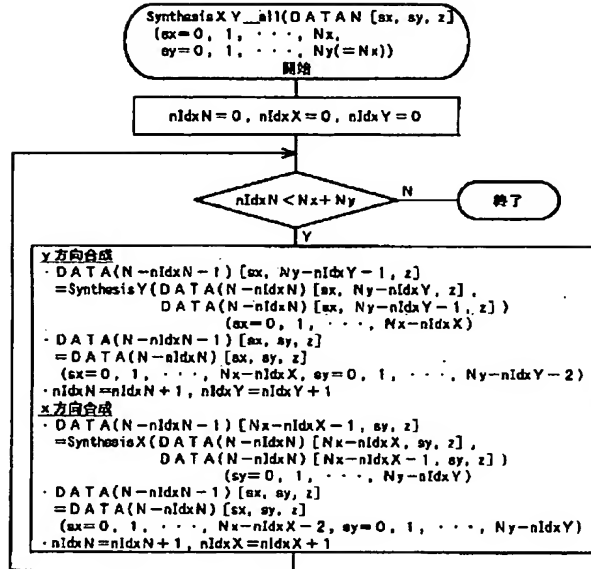 SynthesisXY_all(DATAN [sx, sy, z]
(sx=0, 1, ・・・, Nx,
sy=0, 1, ・・・, Ny(=Nx))
開始
nIdxN=0, nIdxX=0, nIdxY=0
nIdxN<Nx+Ny
N
終了
Y
y方向合成
・DATA(N-nIdxN-1) [sx, Ny-nIdxY-1, z]
=SynthesisY(DATA(N-nIdxN) [sx, Ny-nIdxY, z],
DATA(N-nIdxN) [sx, Ny-nIdxY-1, z])
(sx=0, 1, ・・・, Nx-nIdxX)
・DATA(N-nIdxN-1) [sx, sy, z]
=DATA(N-nIdxN) [sx, sy, z]
(sx=0, 1, ・・・, Nx-nIdxX, sy=0, 1, ・・・, Ny-nIdxY-2)
・nIdxN=nIdxN+1, nIdxY=nIdxY+1
x方向合成
・DATA(N-nIdxN-1) [Nx-nIdxX-1, sy, z]
=SynthesisX(DATA(N-nIdxN) [Nx-nIdxX, sy, z],
DATA(N-nIdxN) [Nx-nIdxX-1, sy, z])
(sy=0, 1, ・・・, Ny-nIdxY)
・DATA(N-nIdxN-1) [sx, sy, z]
=DATA(N-nIdxN) [sx, sy, z]
(sx=0, 1, ・・・, Nx-nIdxX-2, sy=0, 1, ・・・, Ny-nIdxY)
・nIdxN=nIdxN+1, nIdxX=nIdxX+1